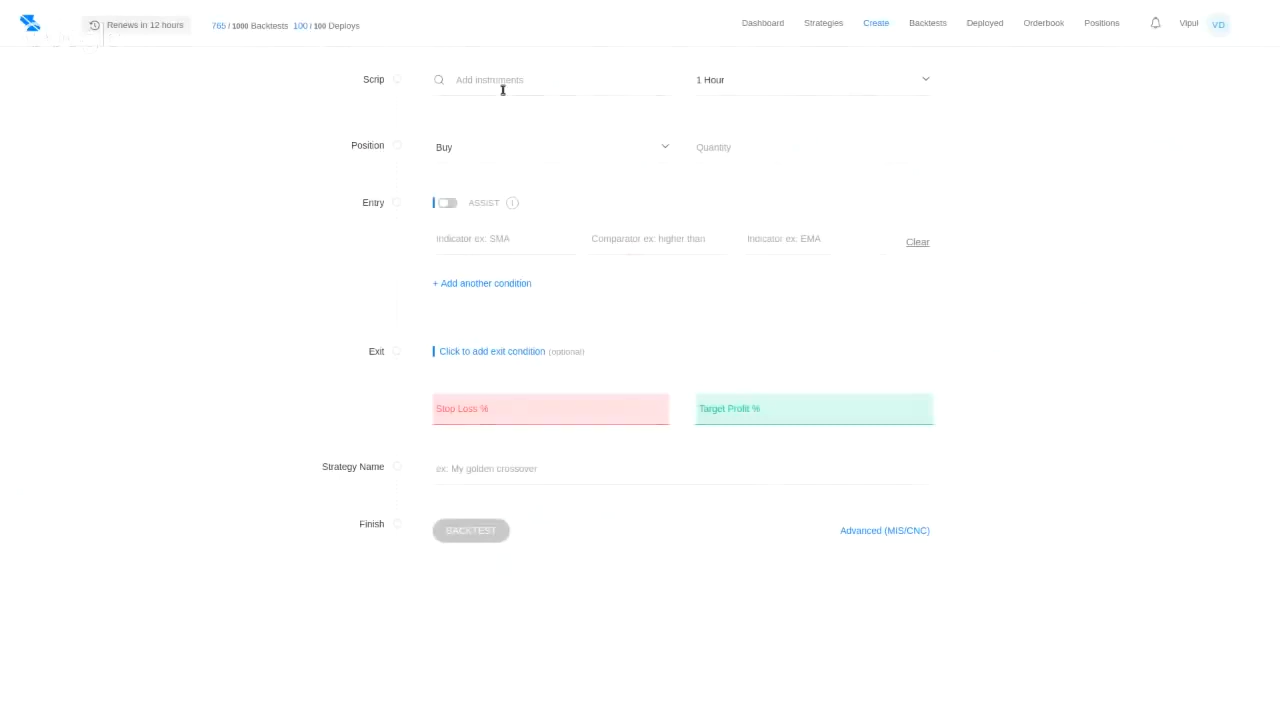 Renews in 12 hours 765 / 1000 Backtests 100 / 100 Deploys Dashboard Strategies Create Backtests Deployed Orderbook Positions Vipul VD
Scrip Add instruments 1 Hour
Position Buy Quantity
Entry ASSIST i
Indicator ex: SMA Comparator ex: higher than Indicator ex: EMA Clear
+ Add another condition
Exit Click to add exit condition (optional)
Stop Loss % Target Profit %
Strategy Name ex: My golden crossover
Finish BACKTEST Advanced (MIS/CNC)